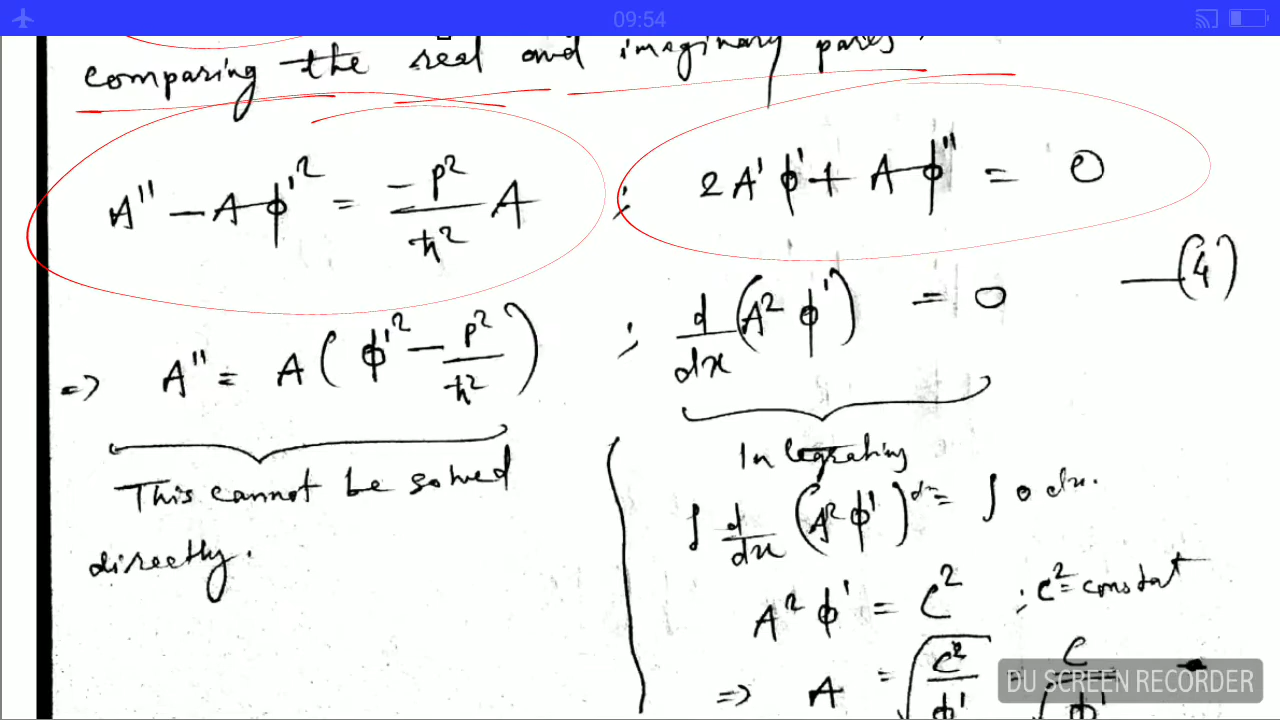 09:54
comparing the real and imaginary parts.
A'' - Aϕ'² = -p²/ħ² A ; 2A'ϕ' + Aϕ'' = 0
d/dx (A²ϕ') = 0 —(4)
=> A'' = A(ϕ'² - p²/ħ²) ;
Integrating
This cannot be solved
∫ d/dx (A²ϕ') dx = ∫ 0 dx.
directly.
A²ϕ' = C² ; C² = constat
=> A = √(C²/ϕ') C/√ϕ'
DU SCREEN RECORDER